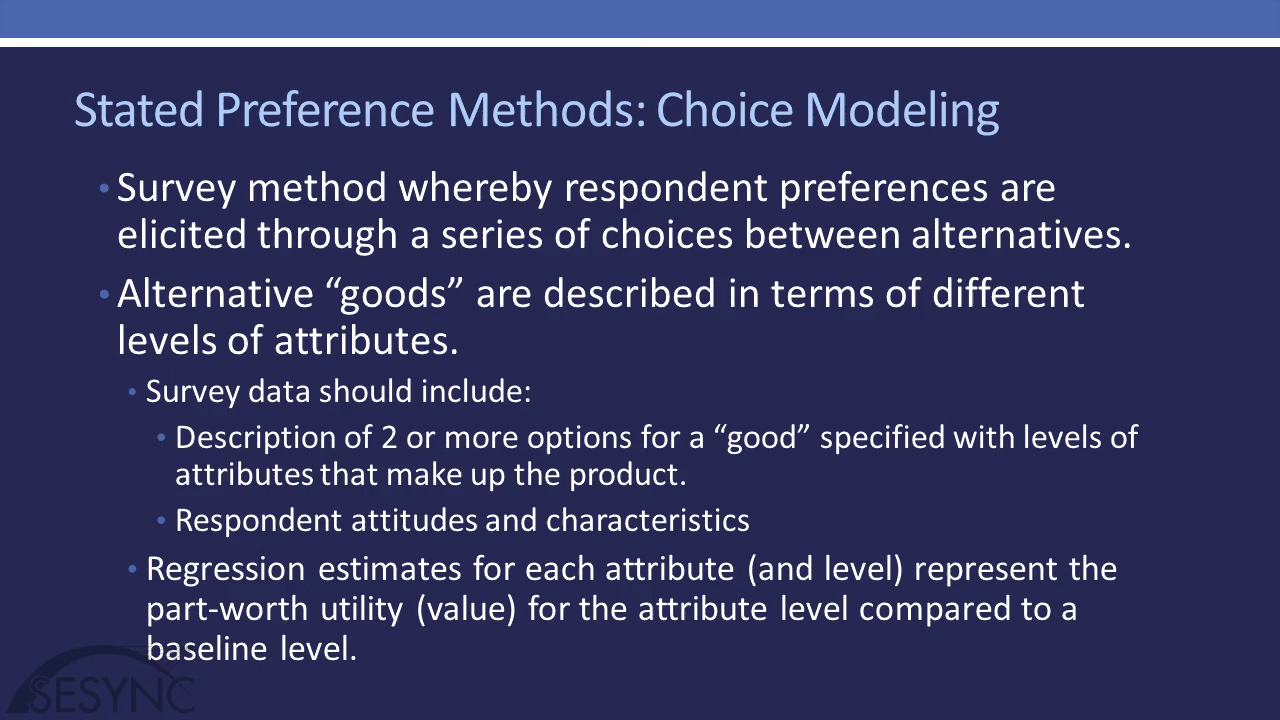 Stated Preference Methods: Choice Modeling
• Survey method whereby respondent preferences are
elicited through a series of choices between alternatives.
• Alternative “goods” are described in terms of different
levels of attributes.
• Survey data should include:
• Description of 2 or more options for a “good” specified with levels of
attributes that make up the product.
• Respondent attitudes and characteristics
• Regression estimates for each attribute (and level) represent the
part-worth utility (value) for the attribute level compared to a
baseline level.
SESYNC